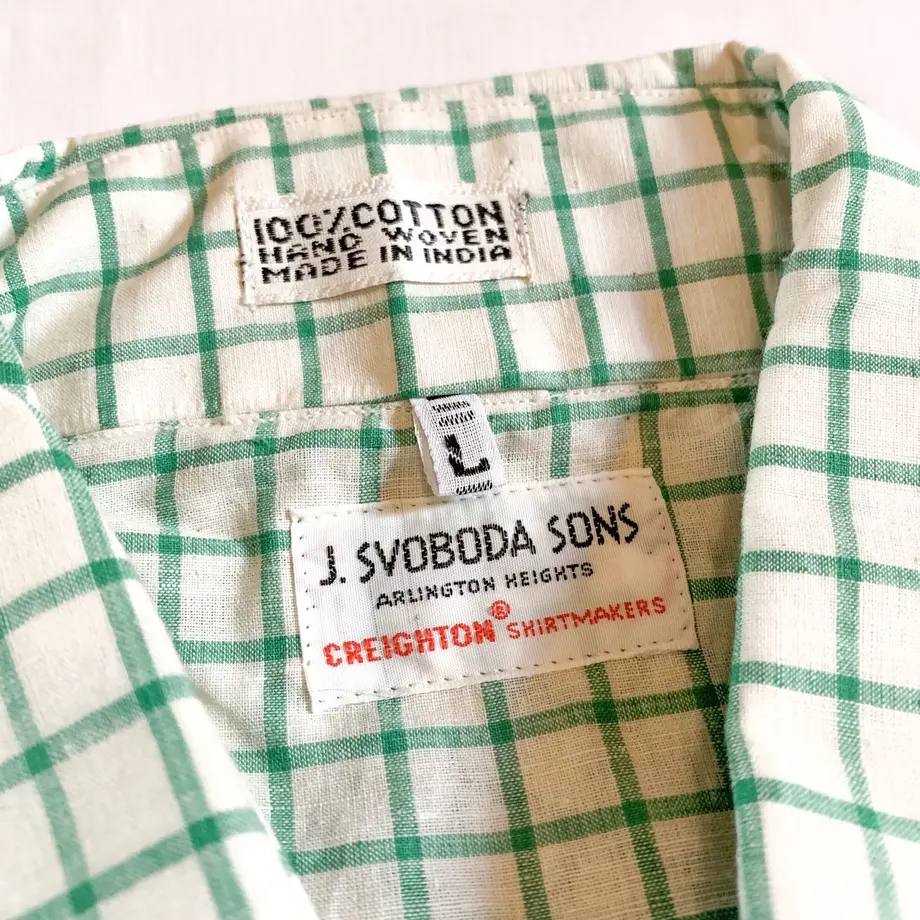 100% COTTON
HAND WOVEN
MADE IN INDIA
L
J. SVOBODA SONS
ARLINGTON HEIGHTS
CREIGHTON® SHIRTMAKERS